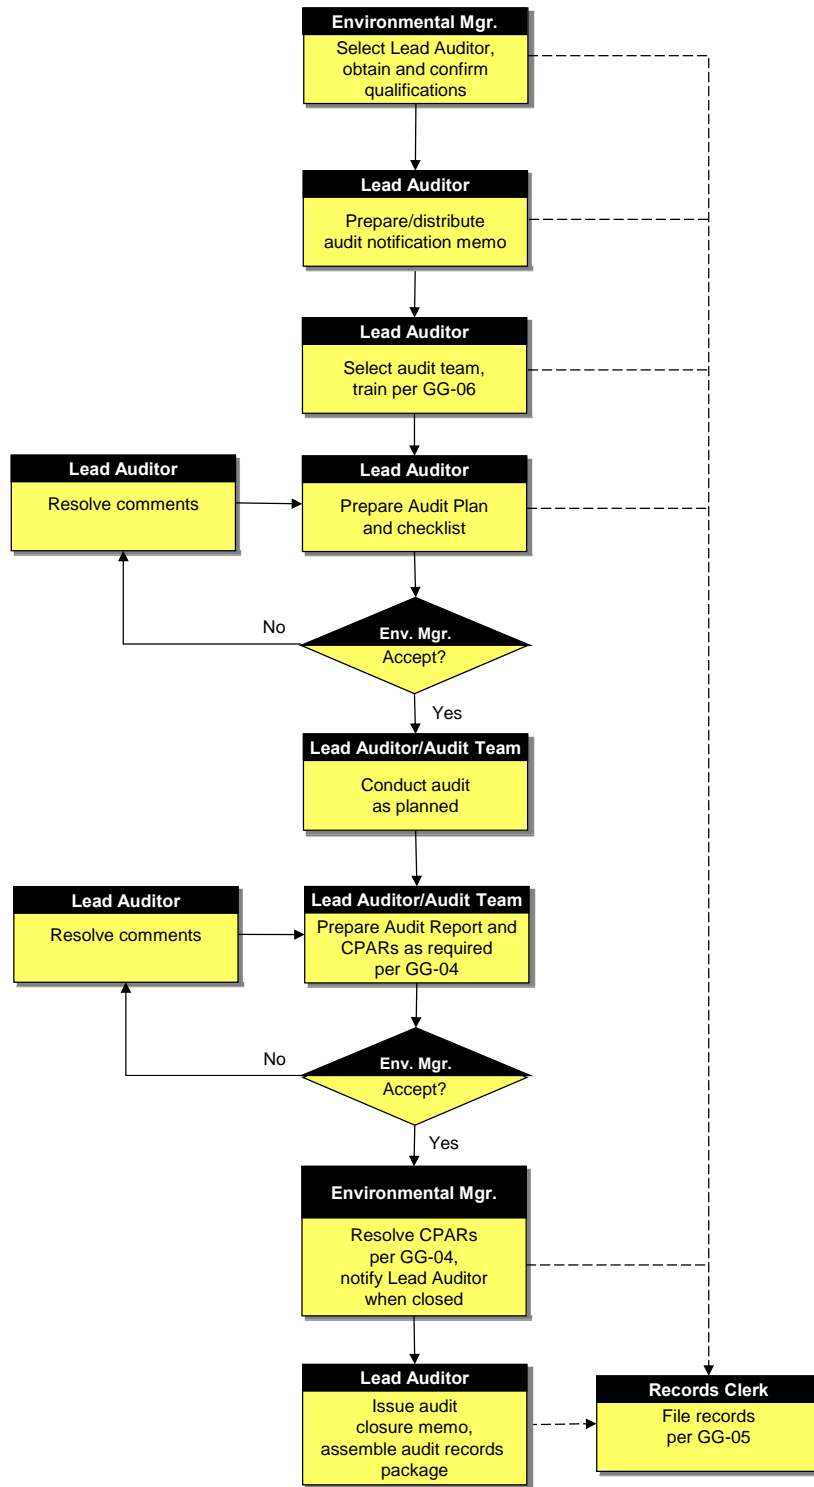 Environmental Mgr.
Select Lead Auditor,
obtain and confirm
qualifications
Lead Auditor
Prepare/distribute
audit notification memo
Lead Auditor
Select audit team,
train per GG-06
Lead Auditor
Resolve comments
Lead Auditor
Prepare Audit Plan
and checklist
No
Env. Mgr.
Accept?
Yes
Lead Auditor/Audit Team
Conduct audit
as planned
Lead Auditor
Resolve comments
Lead Auditor/Audit Team
Prepare Audit Report and
CPARs as required
per GG-04
No
Env. Mgr.
Accept?
Yes
Environmental Mgr.
Resolve CPARs
per GG-04,
notify Lead Auditor
when closed
Lead Auditor
Issue audit
closure memo,
assemble audit records
package
Records Clerk
File records
per GG-05